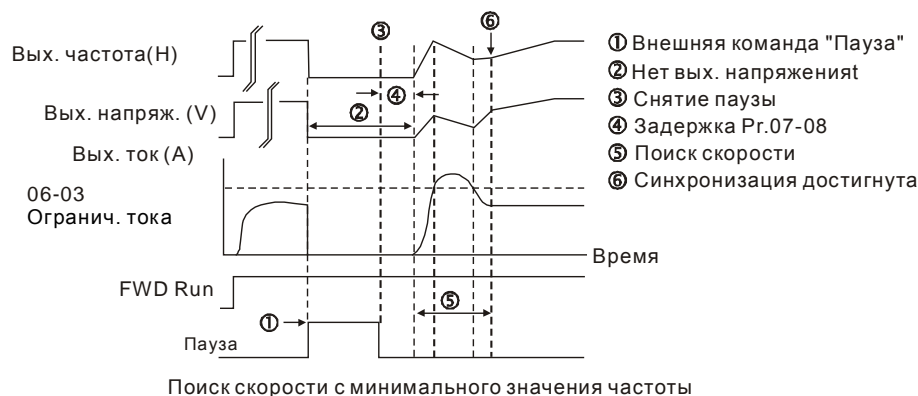 ⑥
③
Вых. частота(H)
④
②
Вых. напряж. (V)
Вых. ток (A)
06-03
Огранич. тока
Время
FWD Run
⑤
①
Пауза
① Внешняя команда "Пауза"
② Нет вых. напряженияt
③ Снятие паузы
④ Задержка Pr.07-08
⑤ Поиск скорости
⑥ Синхронизация достигнута
Поиск скорости с минимального значения частоты